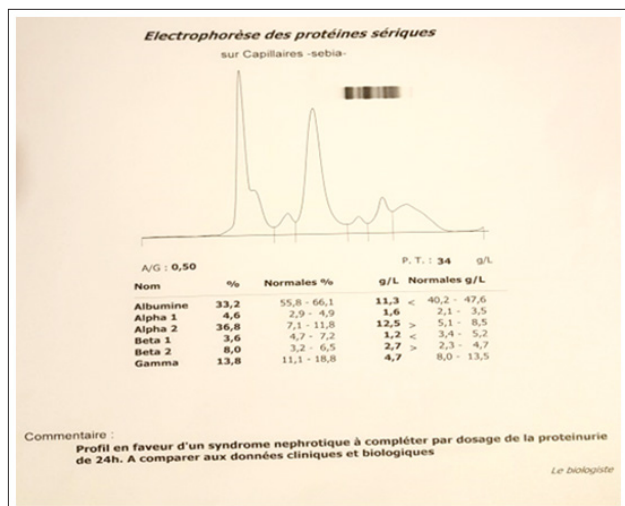 Electrophorèse des protéines sériques
sur Capillaires -sebia-
A/G : 0,50 P. T. : 34 g/L
Nom % Normales % g/L Normales g/L
Albumine 33,2 55,8 - 66,1 11,3 < 40,2 - 47,6
Alpha 1 4,6 2,9 - 4,9 1,6 2,1 - 3,5
Alpha 2 36,8 7,1 - 11,8 12,5 > 5,1 - 8,5
Beta 1 3,6 4,7 - 7,2 1,2 < 3,4 - 5,2
Beta 2 8,0 3,2 - 6,5 2,7 > 2,3 - 4,7
Gamma 13,8 11,1 - 18,8 4,7 8,0 - 13,5
Commentaire :
Profil en faveur d'un syndrome nephrotique à compléter par dosage de la proteinurie
de 24h. A comparer aux données cliniques et biologiques
Le biologiste